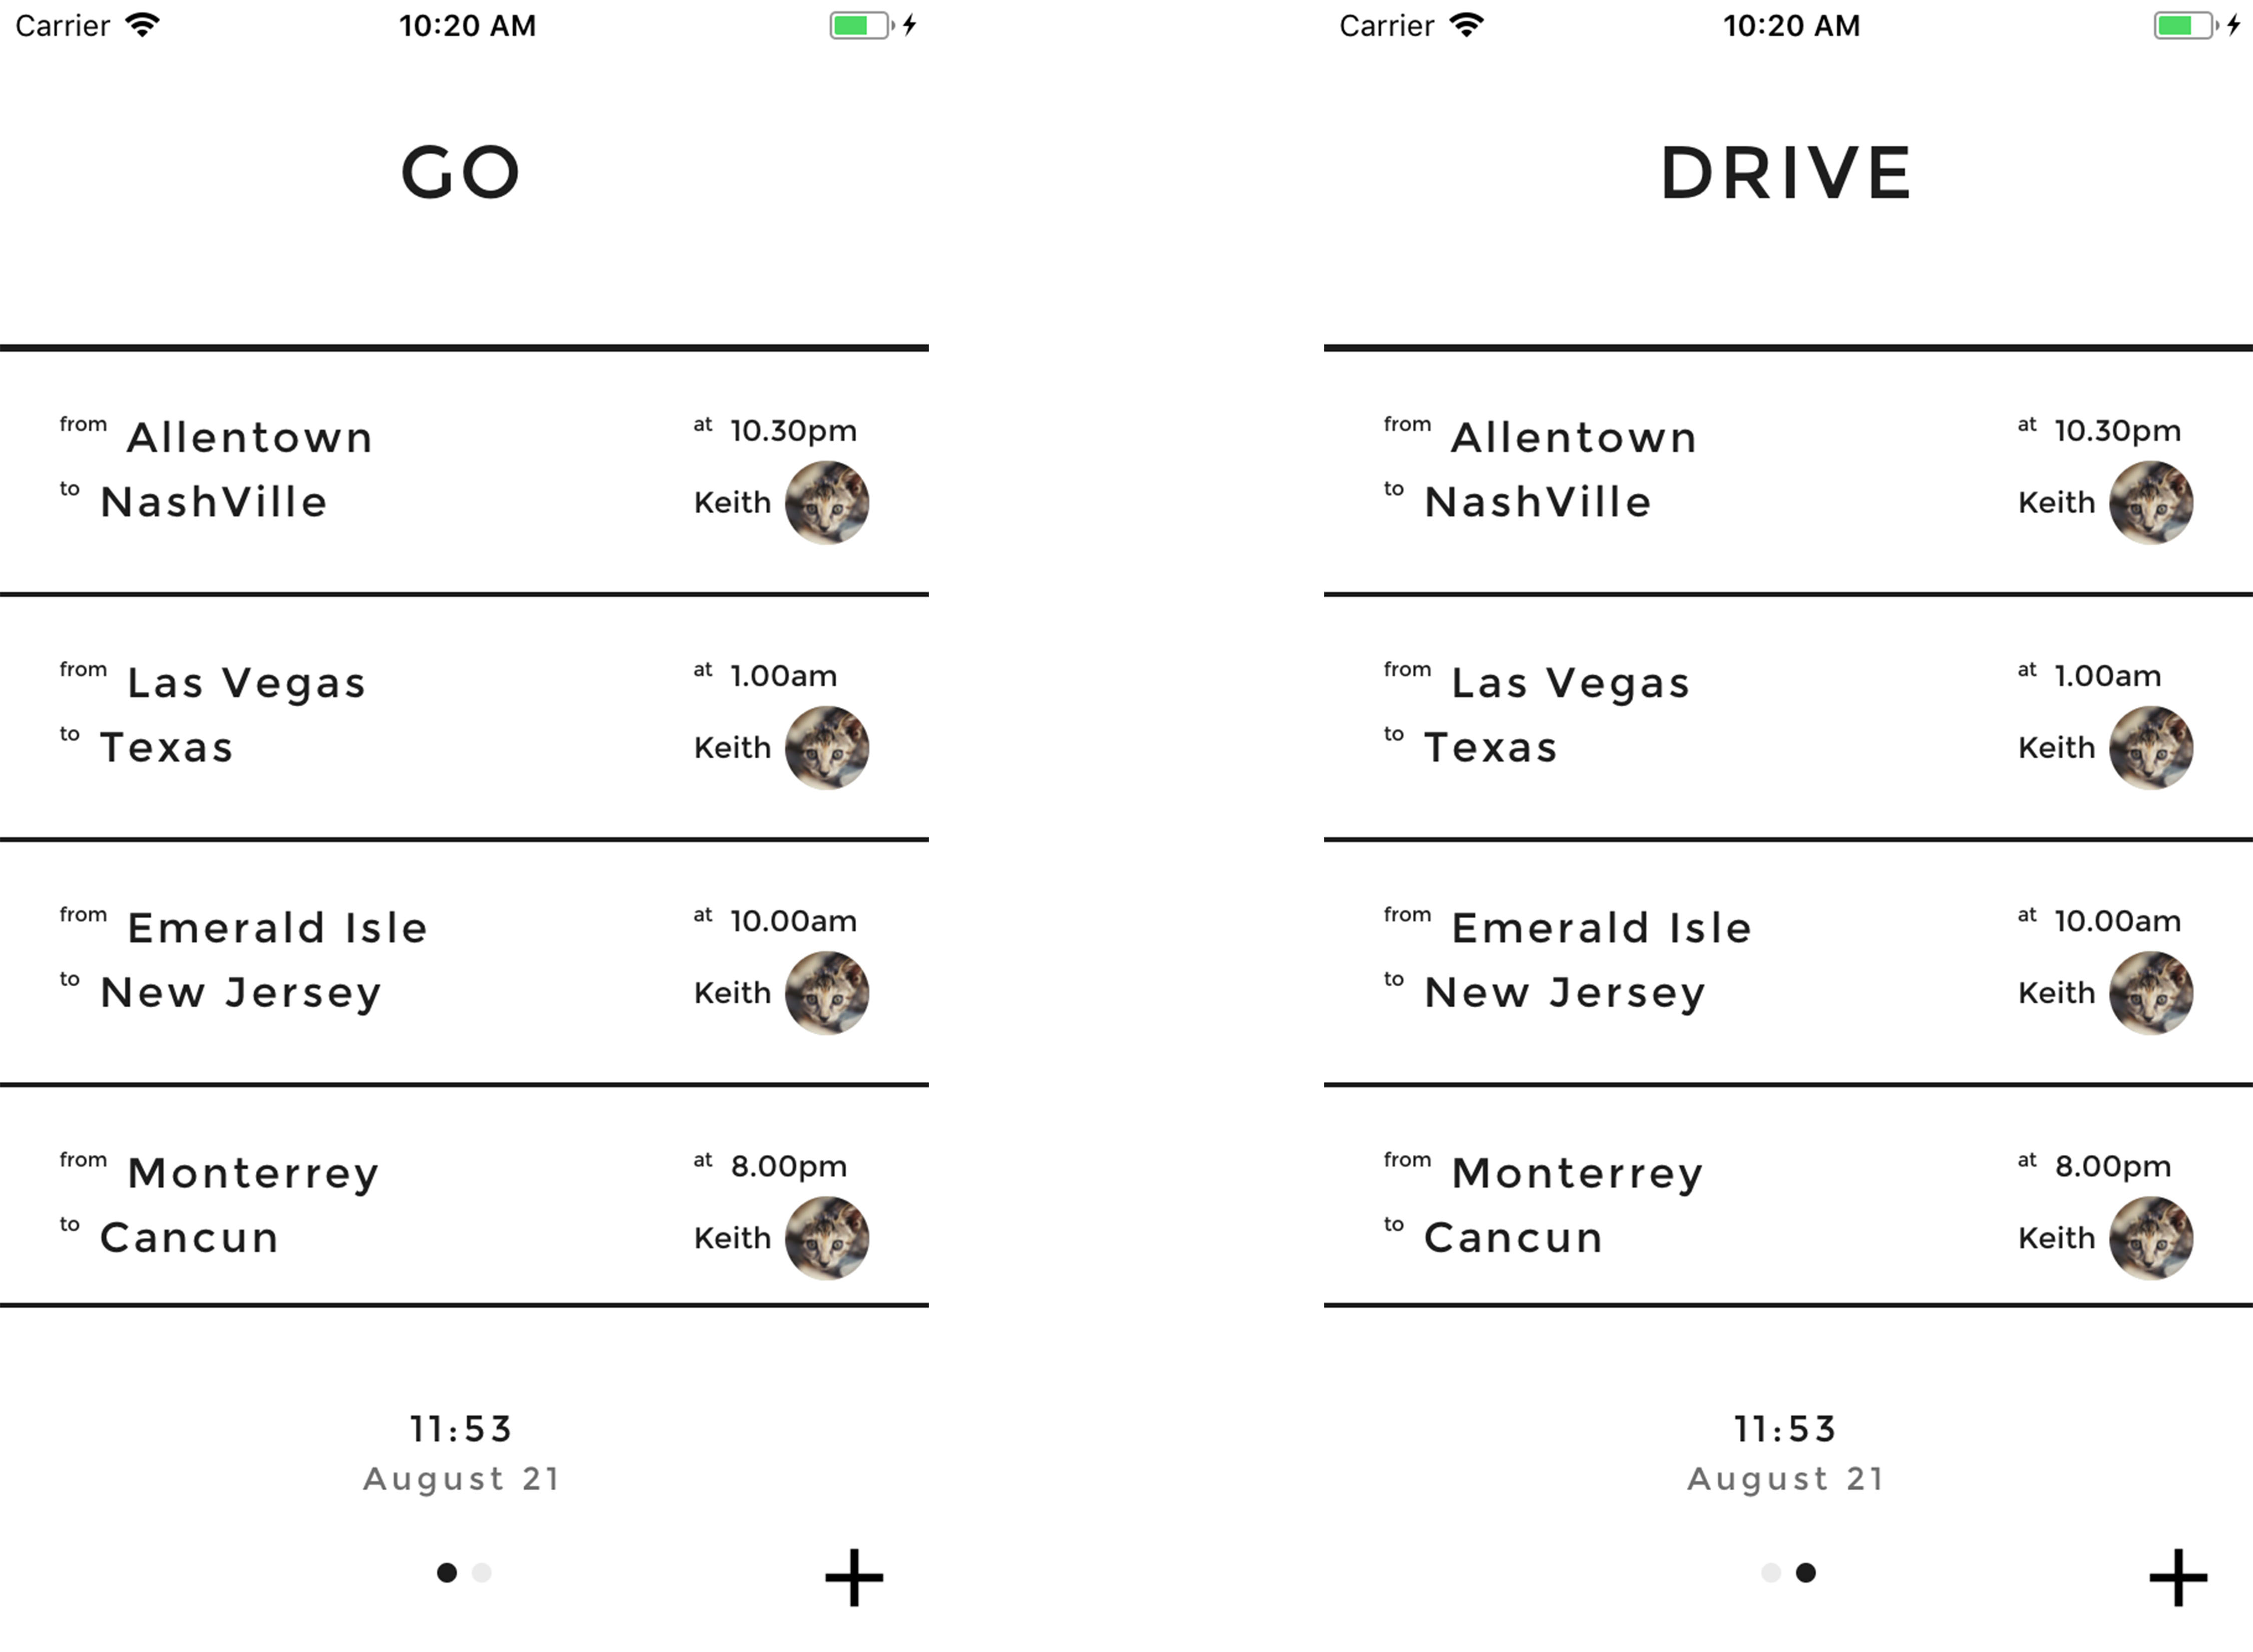 Carrier 10:20 AM
GO
from Allentown at 10.30pm
to NashVille Keith
from Las Vegas at 1.00am
to Texas Keith
from Emerald Isle at 10.00am
to New Jersey Keith
from Monterrey at 8.00pm
to Cancun Keith
11:53
August 21
+
Carrier 10:20 AM
DRIVE
from Allentown at 10.30pm
to NashVille Keith
from Las Vegas at 1.00am
to Texas Keith
from Emerald Isle at 10.00am
to New Jersey Keith
from Monterrey at 8.00pm
to Cancun Keith
11:53
August 21
+